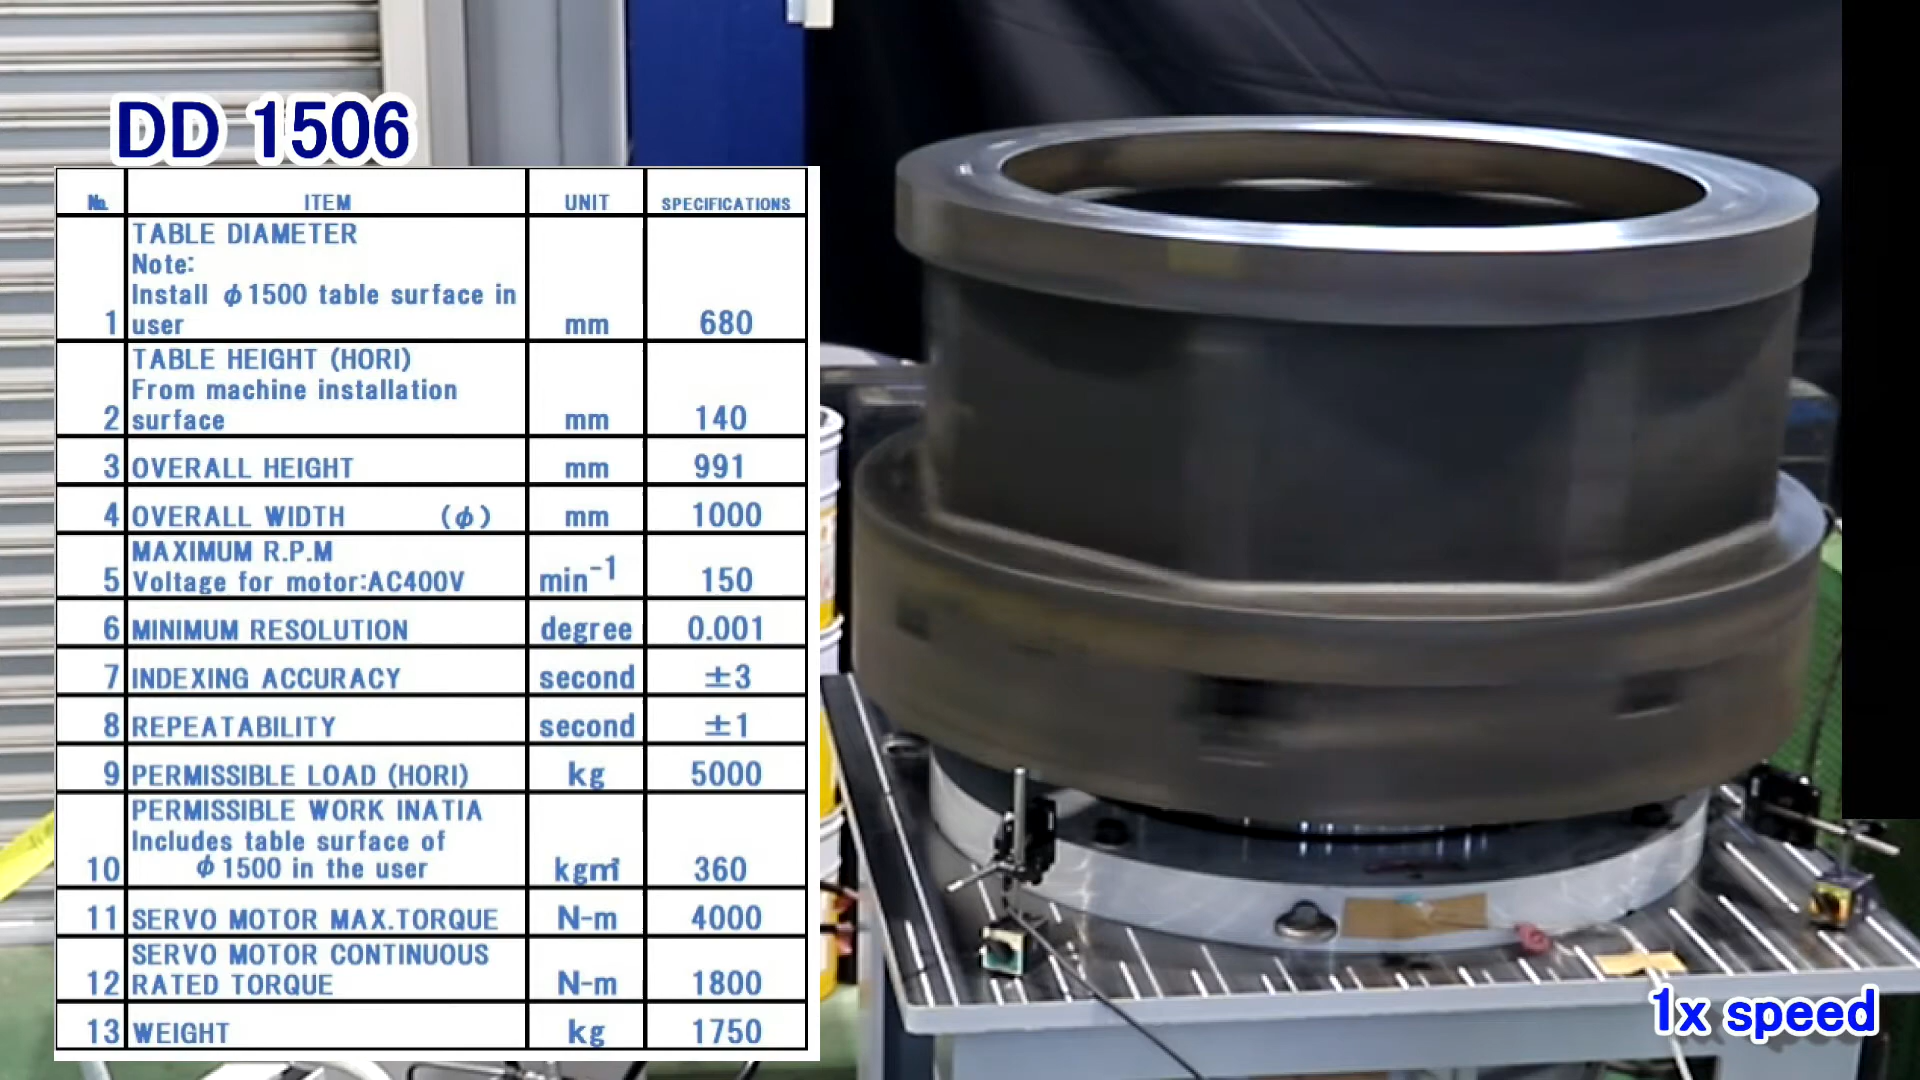 DD 1506
No. ITEM UNIT SPECIFICATIONS
TABLE DIAMETER
Note:
Install φ1500 table surface in
1 user mm 680
TABLE HEIGHT (HORI)
From machine installation
2 surface mm 140
3 OVERALL HEIGHT mm 991
4 OVERALL WIDTH (φ) mm 1000
MAXIMUM R.P.M
5 Voltage for motor:AC400V min⁻¹ 150
6 MINIMUM RESOLUTION degree 0.001
7 INDEXING ACCURACY second ±3
8 REPEATABILITY second ±1
9 PERMISSIBLE LOAD (HORI) kg 5000
PERMISSIBLE WORK INATIA
Includes table surface of
10 φ1500 in the user kg㎡ 360
11 SERVO MOTOR MAX.TORQUE N-m 4000
SERVO MOTOR CONTINUOUS
12 RATED TORQUE N-m 1800
13 WEIGHT kg 1750
1x speed